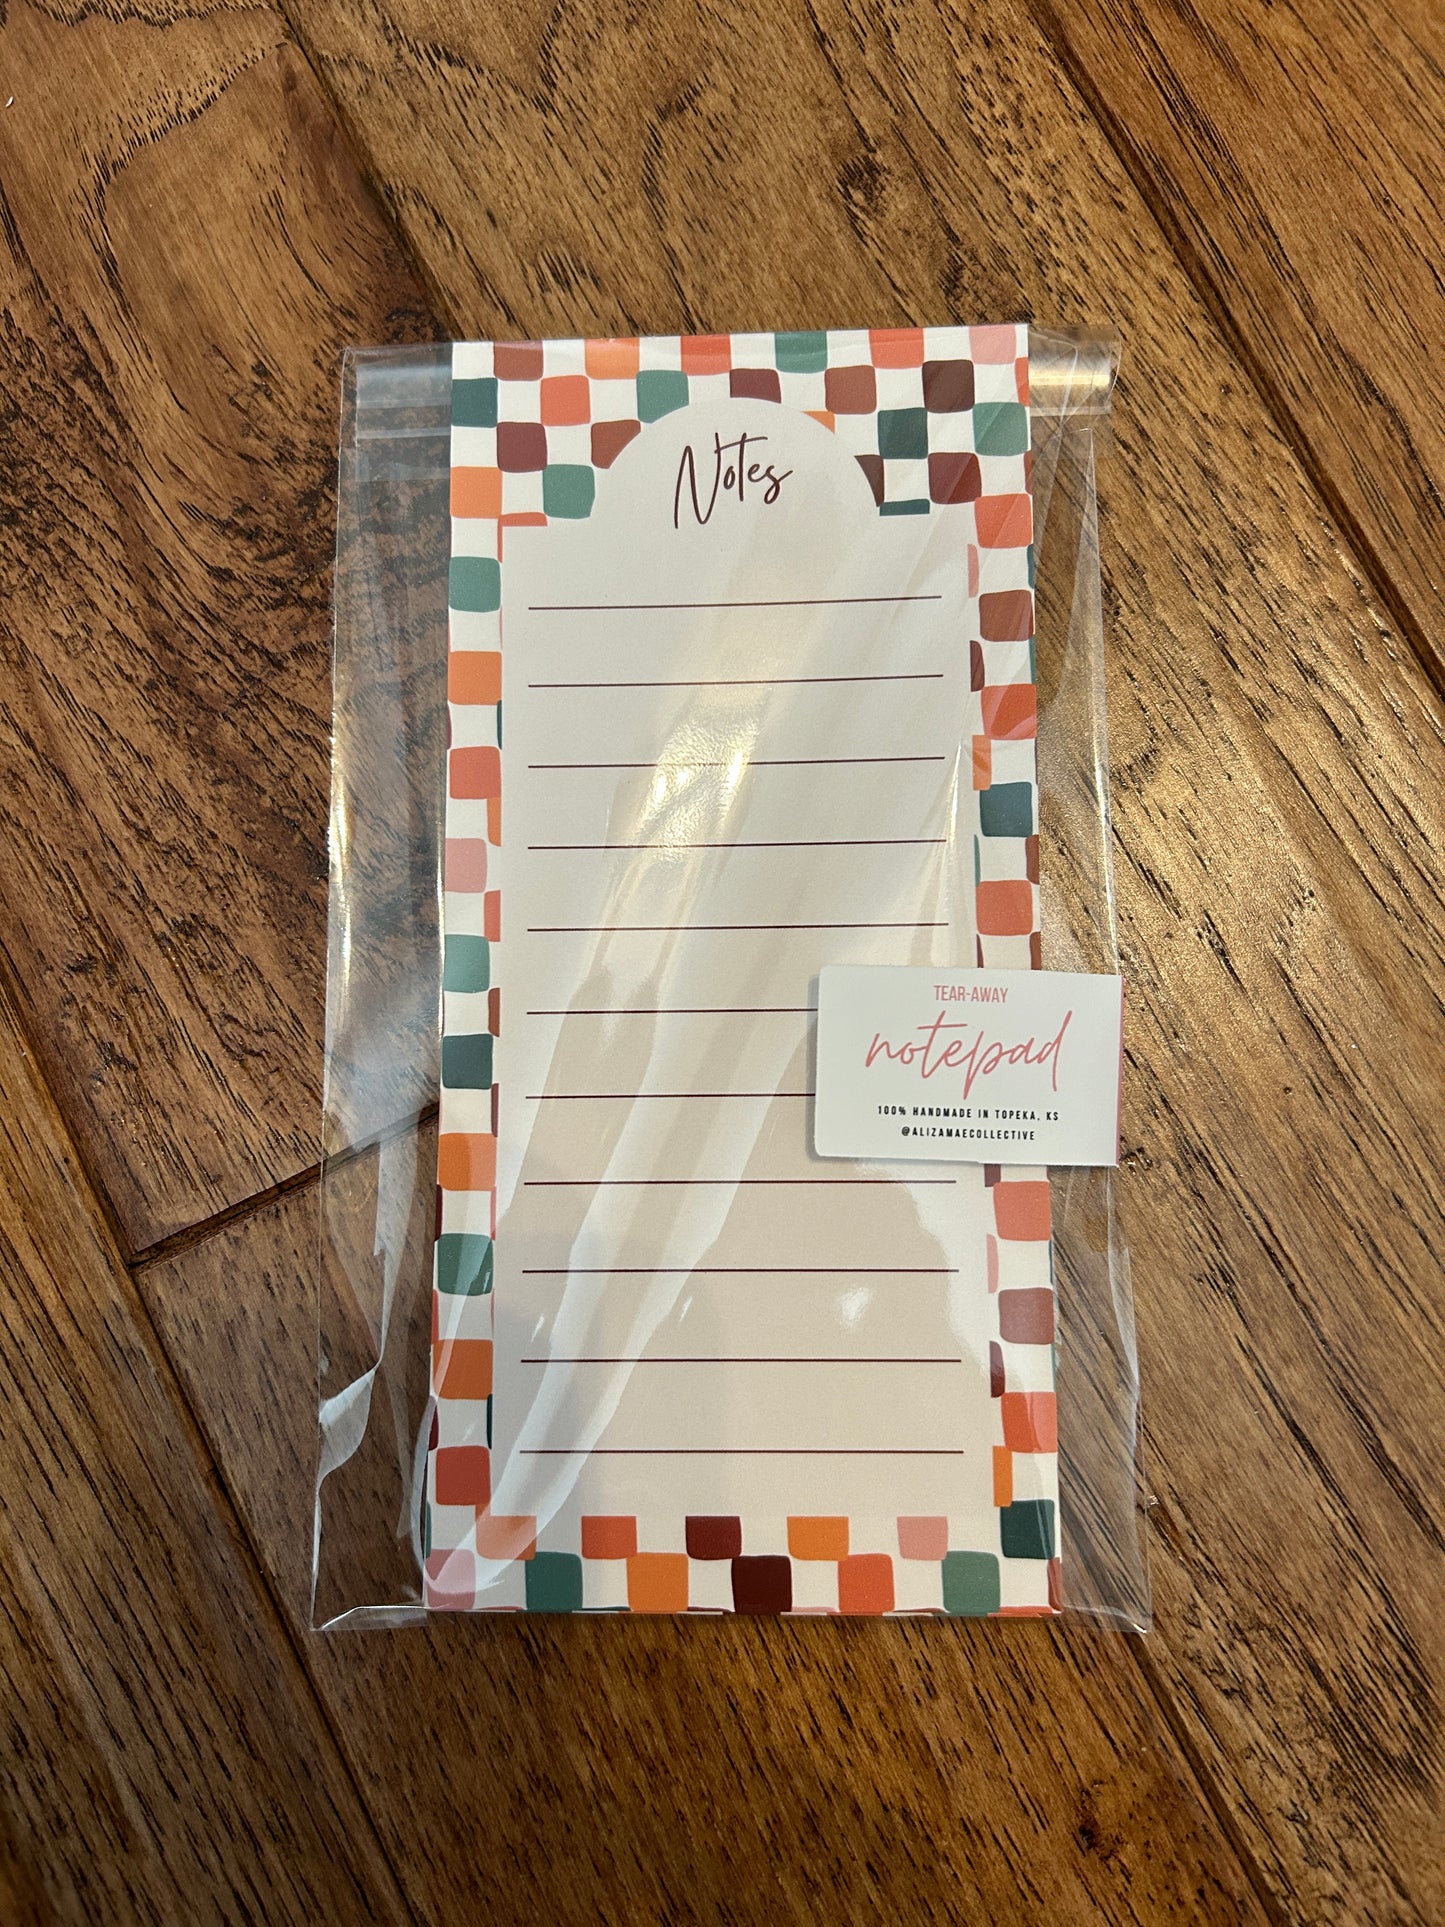 Notes
TEAR-AWAY
notepad
100% HANDMADE IN TOPEKA, KS
@ALIZAMAECOLLECTIVE